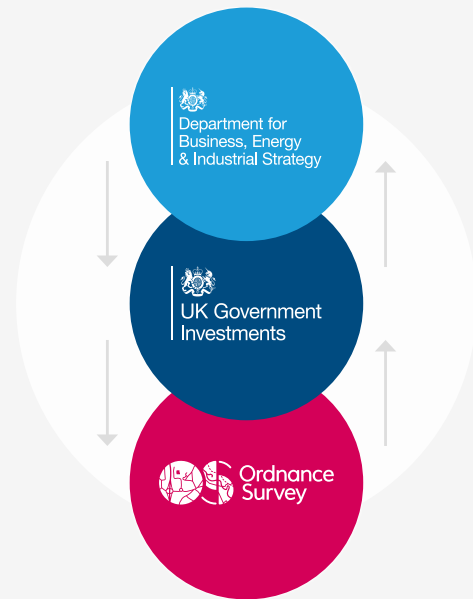 Department for
Business, Energy
& Industrial Strategy
UK Government
Investments
Ordnance
Survey